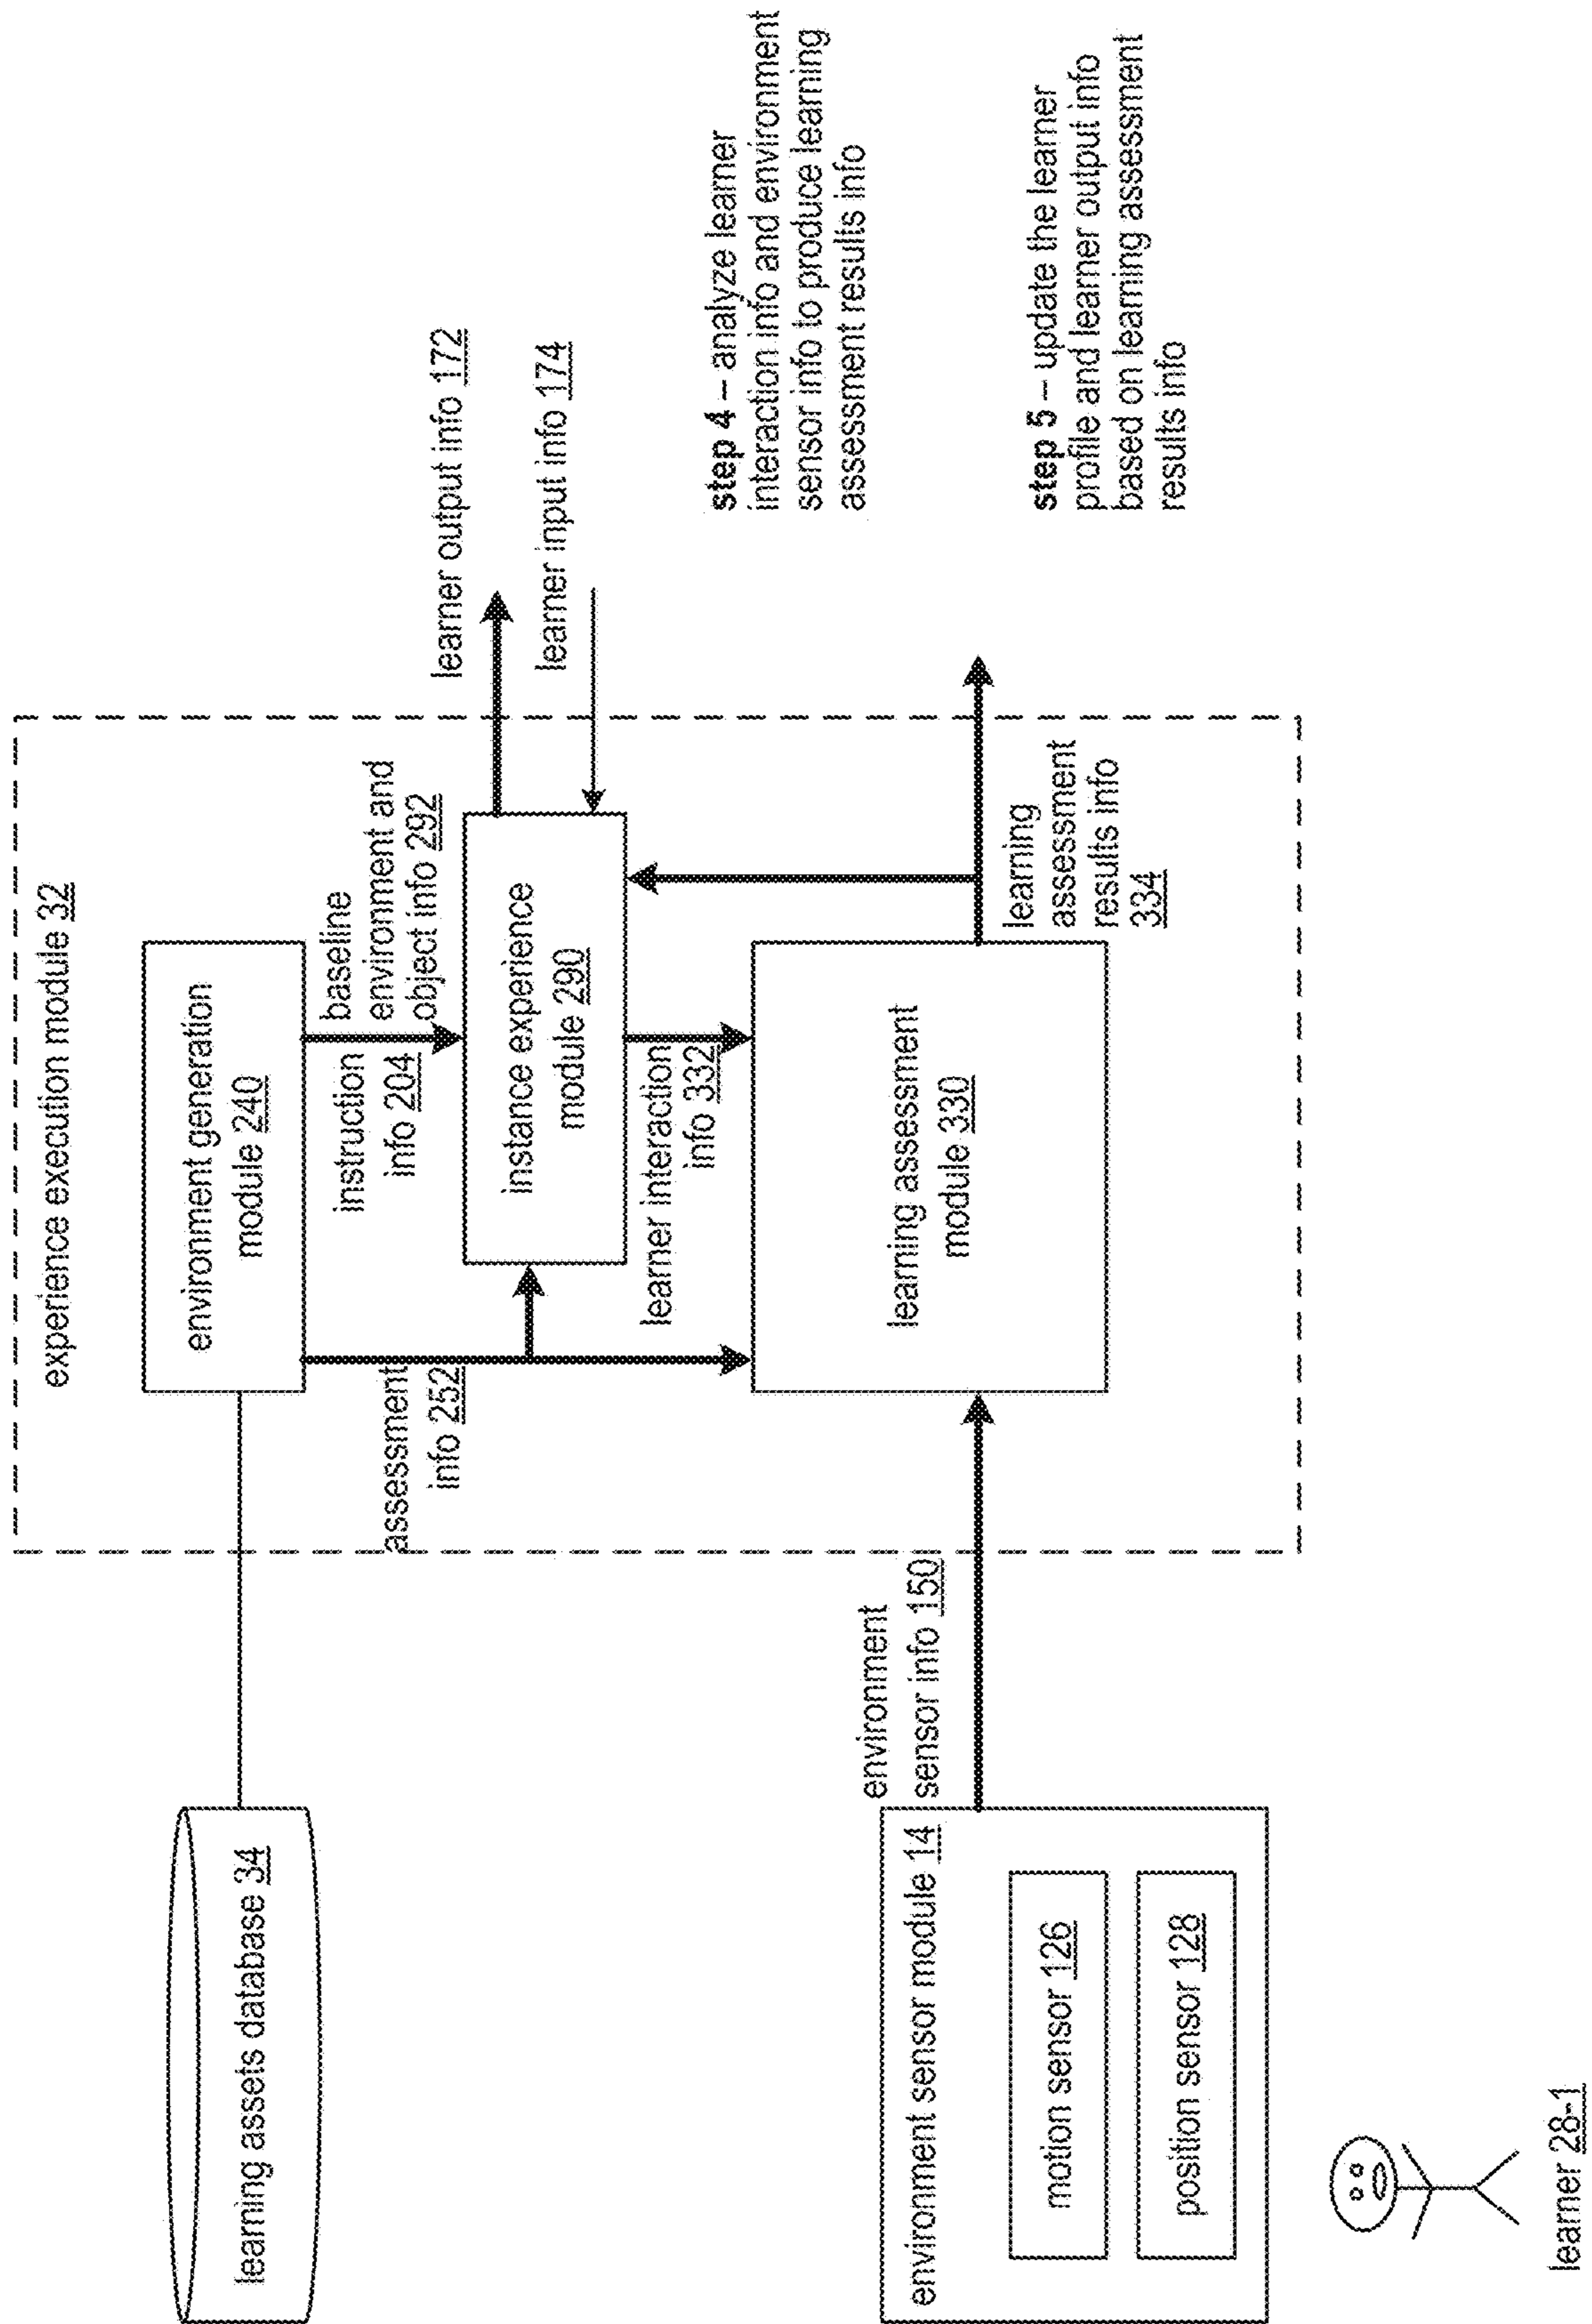 experience execution module 32
learning assets database 34
environment generation
module 240
assessment
info 252
instruction
info 204
baseline
environment and
object info 292
instance experience
module 290
learner output info 172
learner input info 174
learner interaction
info 332
step 4 – analyze learner
interaction info and environment
sensor info to produce learning
assessment results info
environment
sensor info 150
environment sensor module 14
motion sensor 126
position sensor 128
learning assessment
module 330
learning
assessment
results info
334
step 5 – update the learner
profile and learner output info
based on learning assessment
results info
learner 28-1